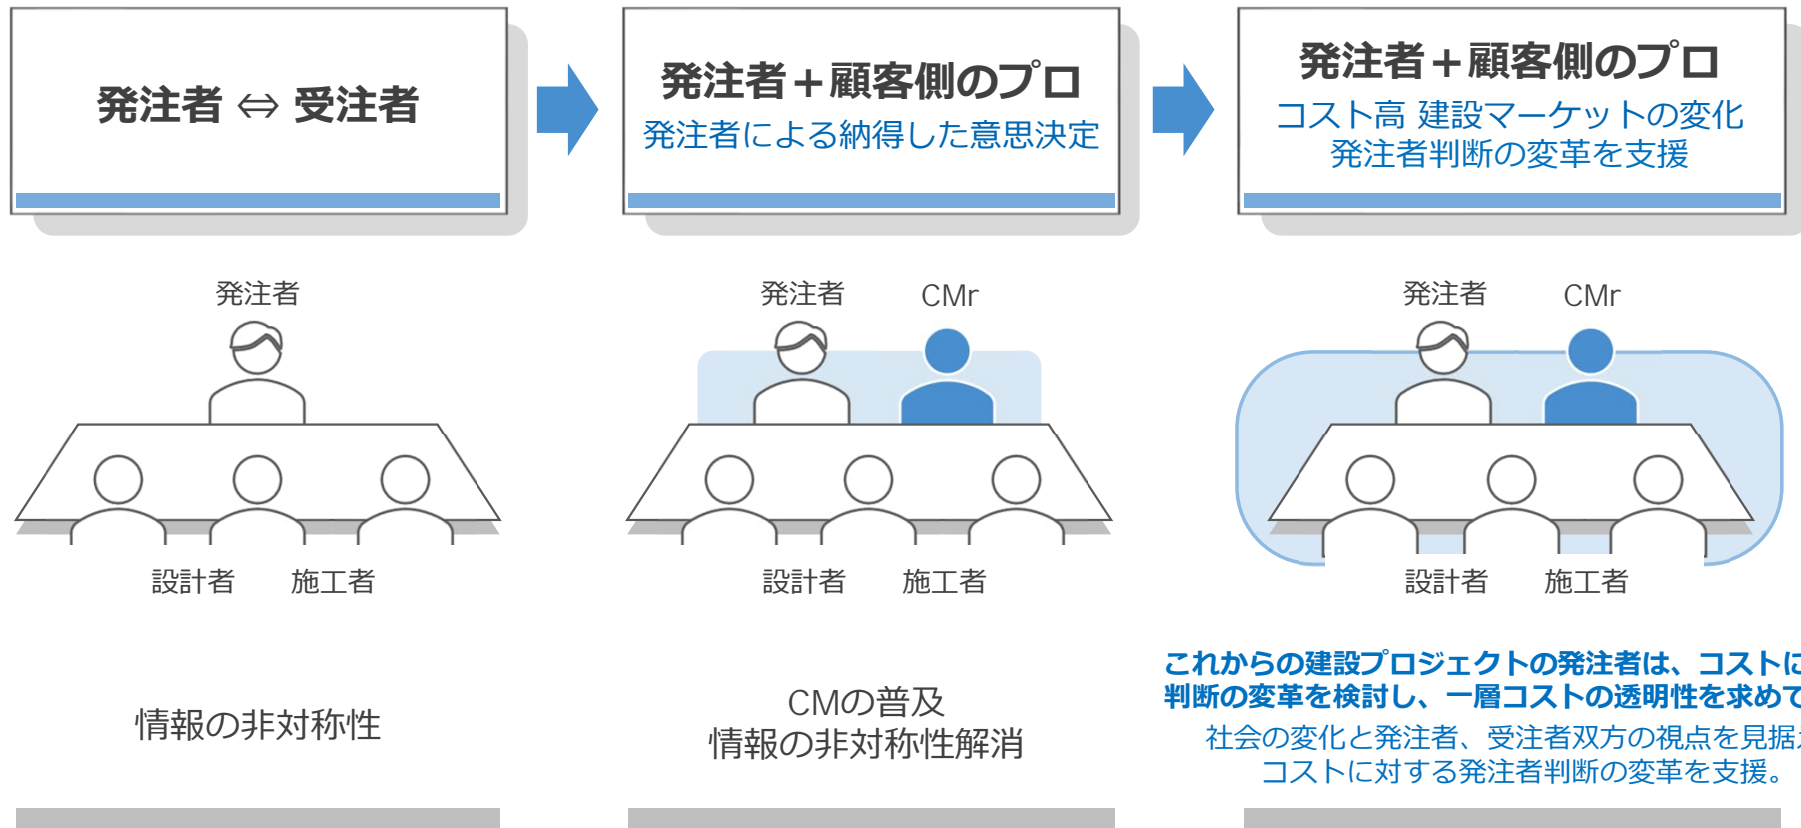 発注者 ⇔ 受注者
発注者＋顧客側のプロ
発注者による納得した意思決定
発注者＋顧客側のプロ
コスト高 建設マーケットの変化
発注者判断の変革を支援
発注者
設計者 施工者
情報の非対称性
発注者 CMr
設計者 施工者
CMの普及
情報の非対称性解消
発注者 CMr
設計者 施工者
これからの建設プロジェクトの発注者は、コストに
判断の変革を検討し、一層コストの透明性を求めて
社会の変化と発注者、受注者双方の視点を見据
コストに対する発注者判断の変革を支援。